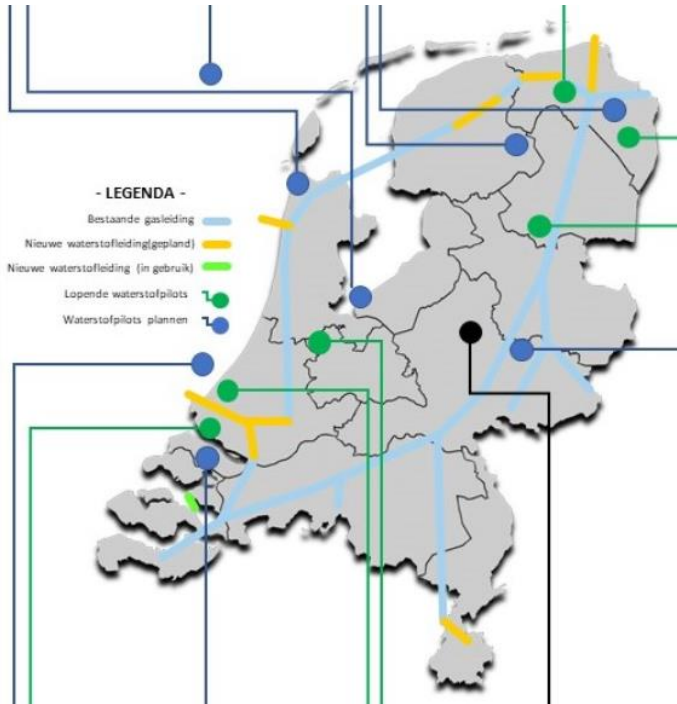 - LEGENDA -
Bestaande gasleiding
Nieuwe waterstofleiding(gepland)
Nieuwe waterstofleiding (in gebruik)
Lopende waterstofpilots
Waterstofpilots plannen